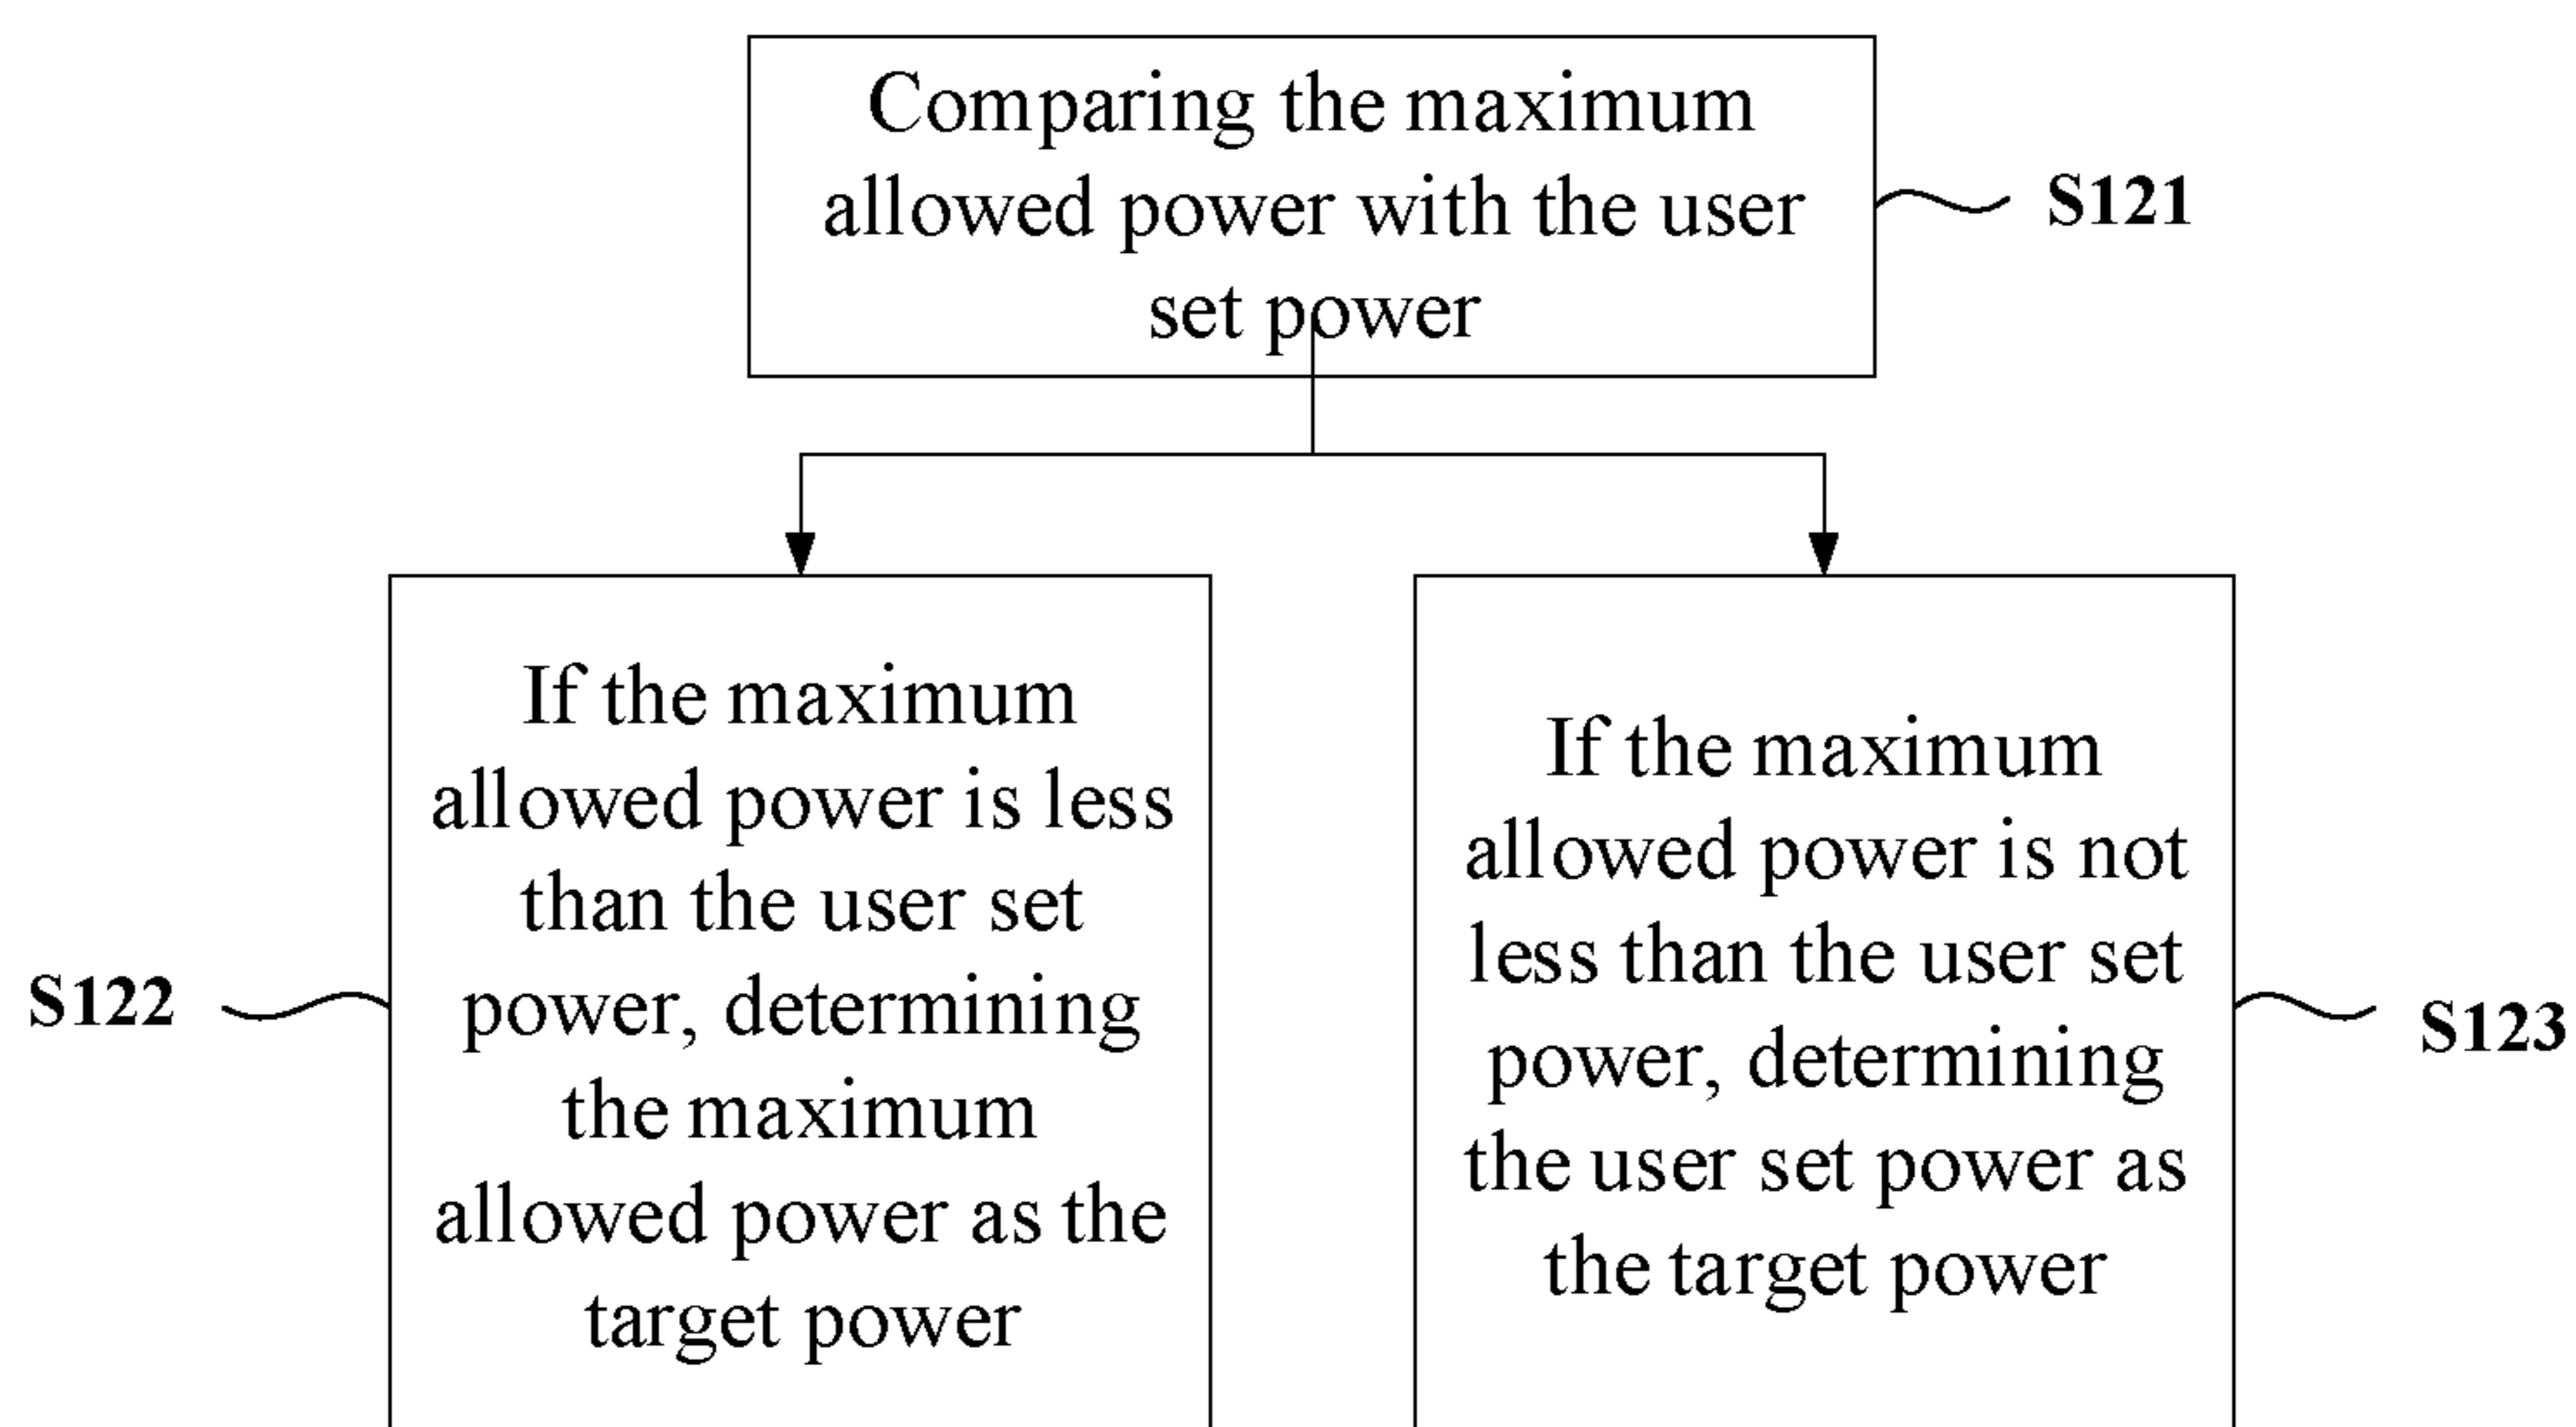 Comparing the maximum
allowed power with the user
set power
S121
If the maximum
allowed power is less
than the user set
power, determining
the maximum
allowed power as the
target power
S122
If the maximum
allowed power is not
less than the user set
power, determining
the user set power as
the target power
S123